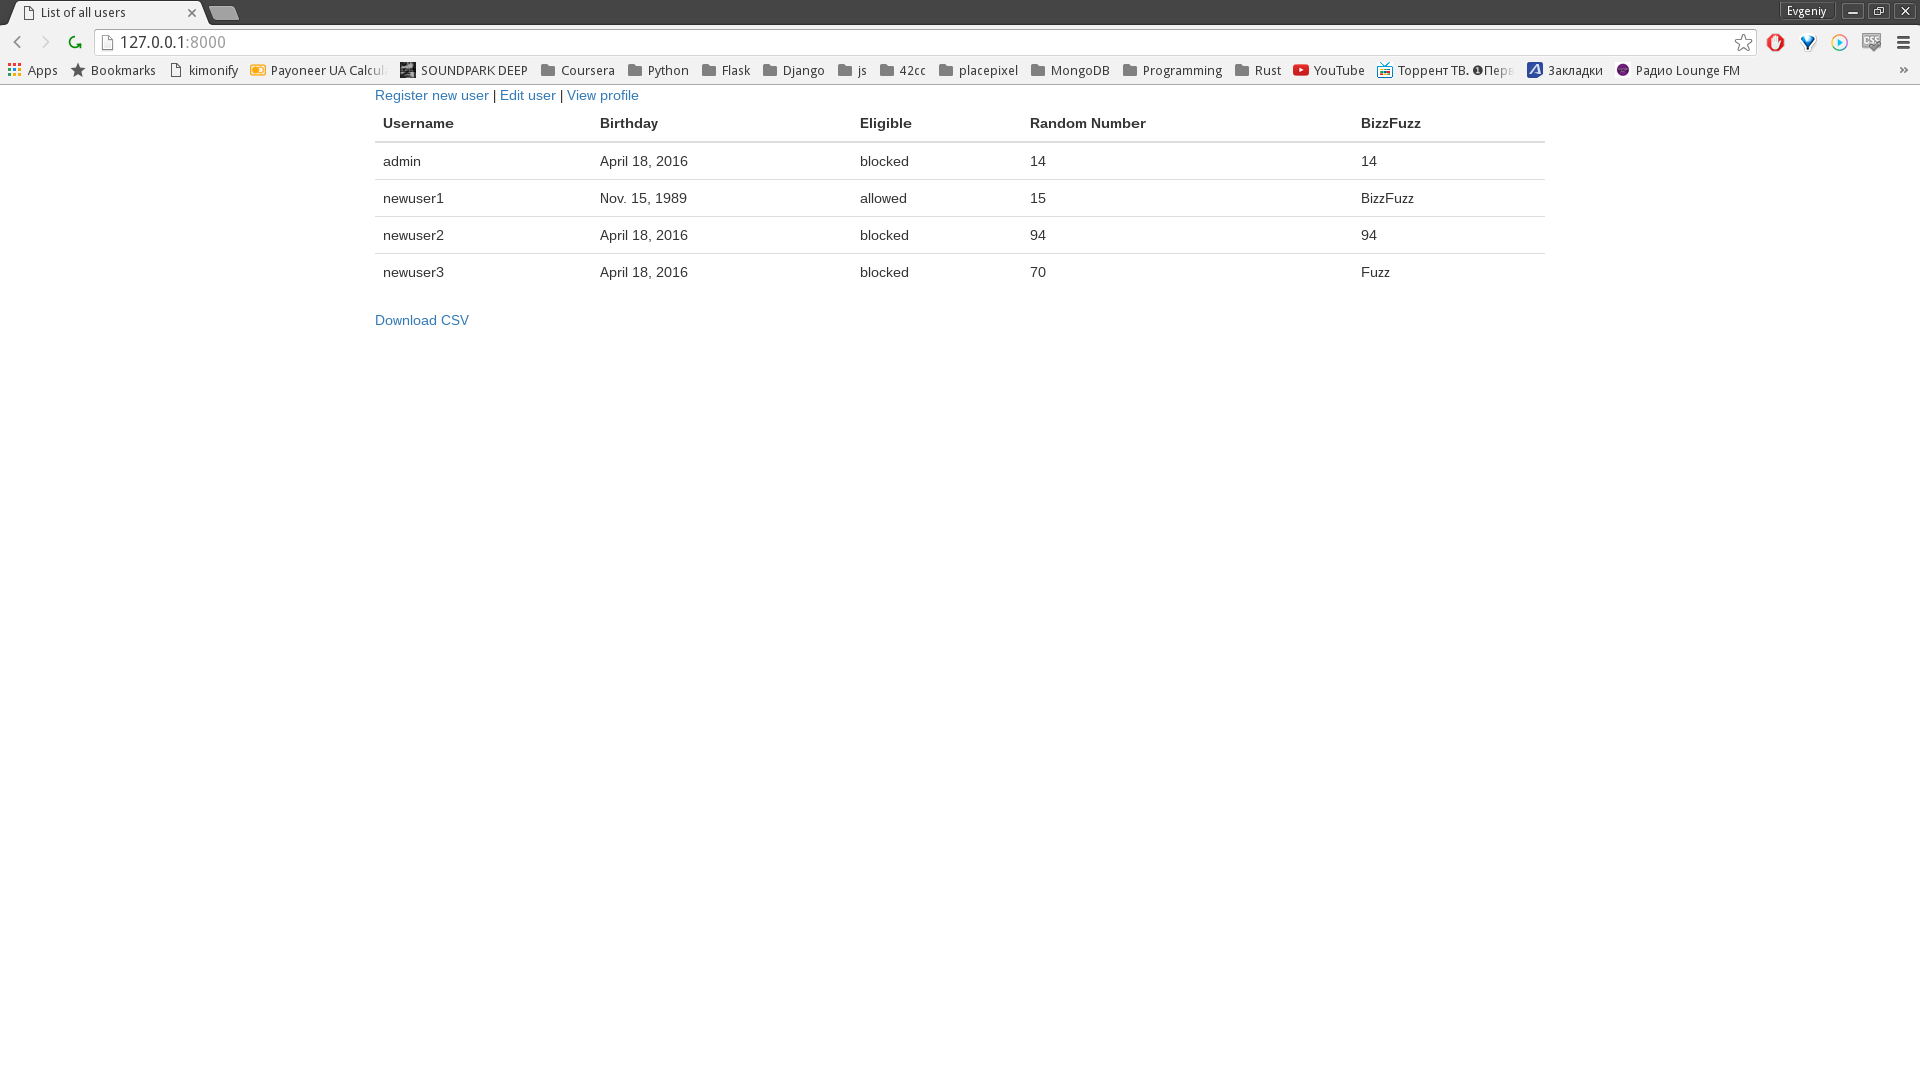 List of all users
Evgeniy
127.0.0.1:8000
Apps Bookmarks kimonify Payoneer UA Calcul SOUNDPARK DEEP Coursera Python Flask Django js 42cc placepixel MongoDB Programming Rust YouTube Торрент ТВ. ❶Перв Закладки Радио Lounge FM »
Register new user | Edit user | View profile
Username Birthday Eligible Random Number BizzFuzz
admin April 18, 2016 blocked 14 14
newuser1 Nov. 15, 1989 allowed 15 BizzFuzz
newuser2 April 18, 2016 blocked 94 94
newuser3 April 18, 2016 blocked 70 Fuzz
Download CSV